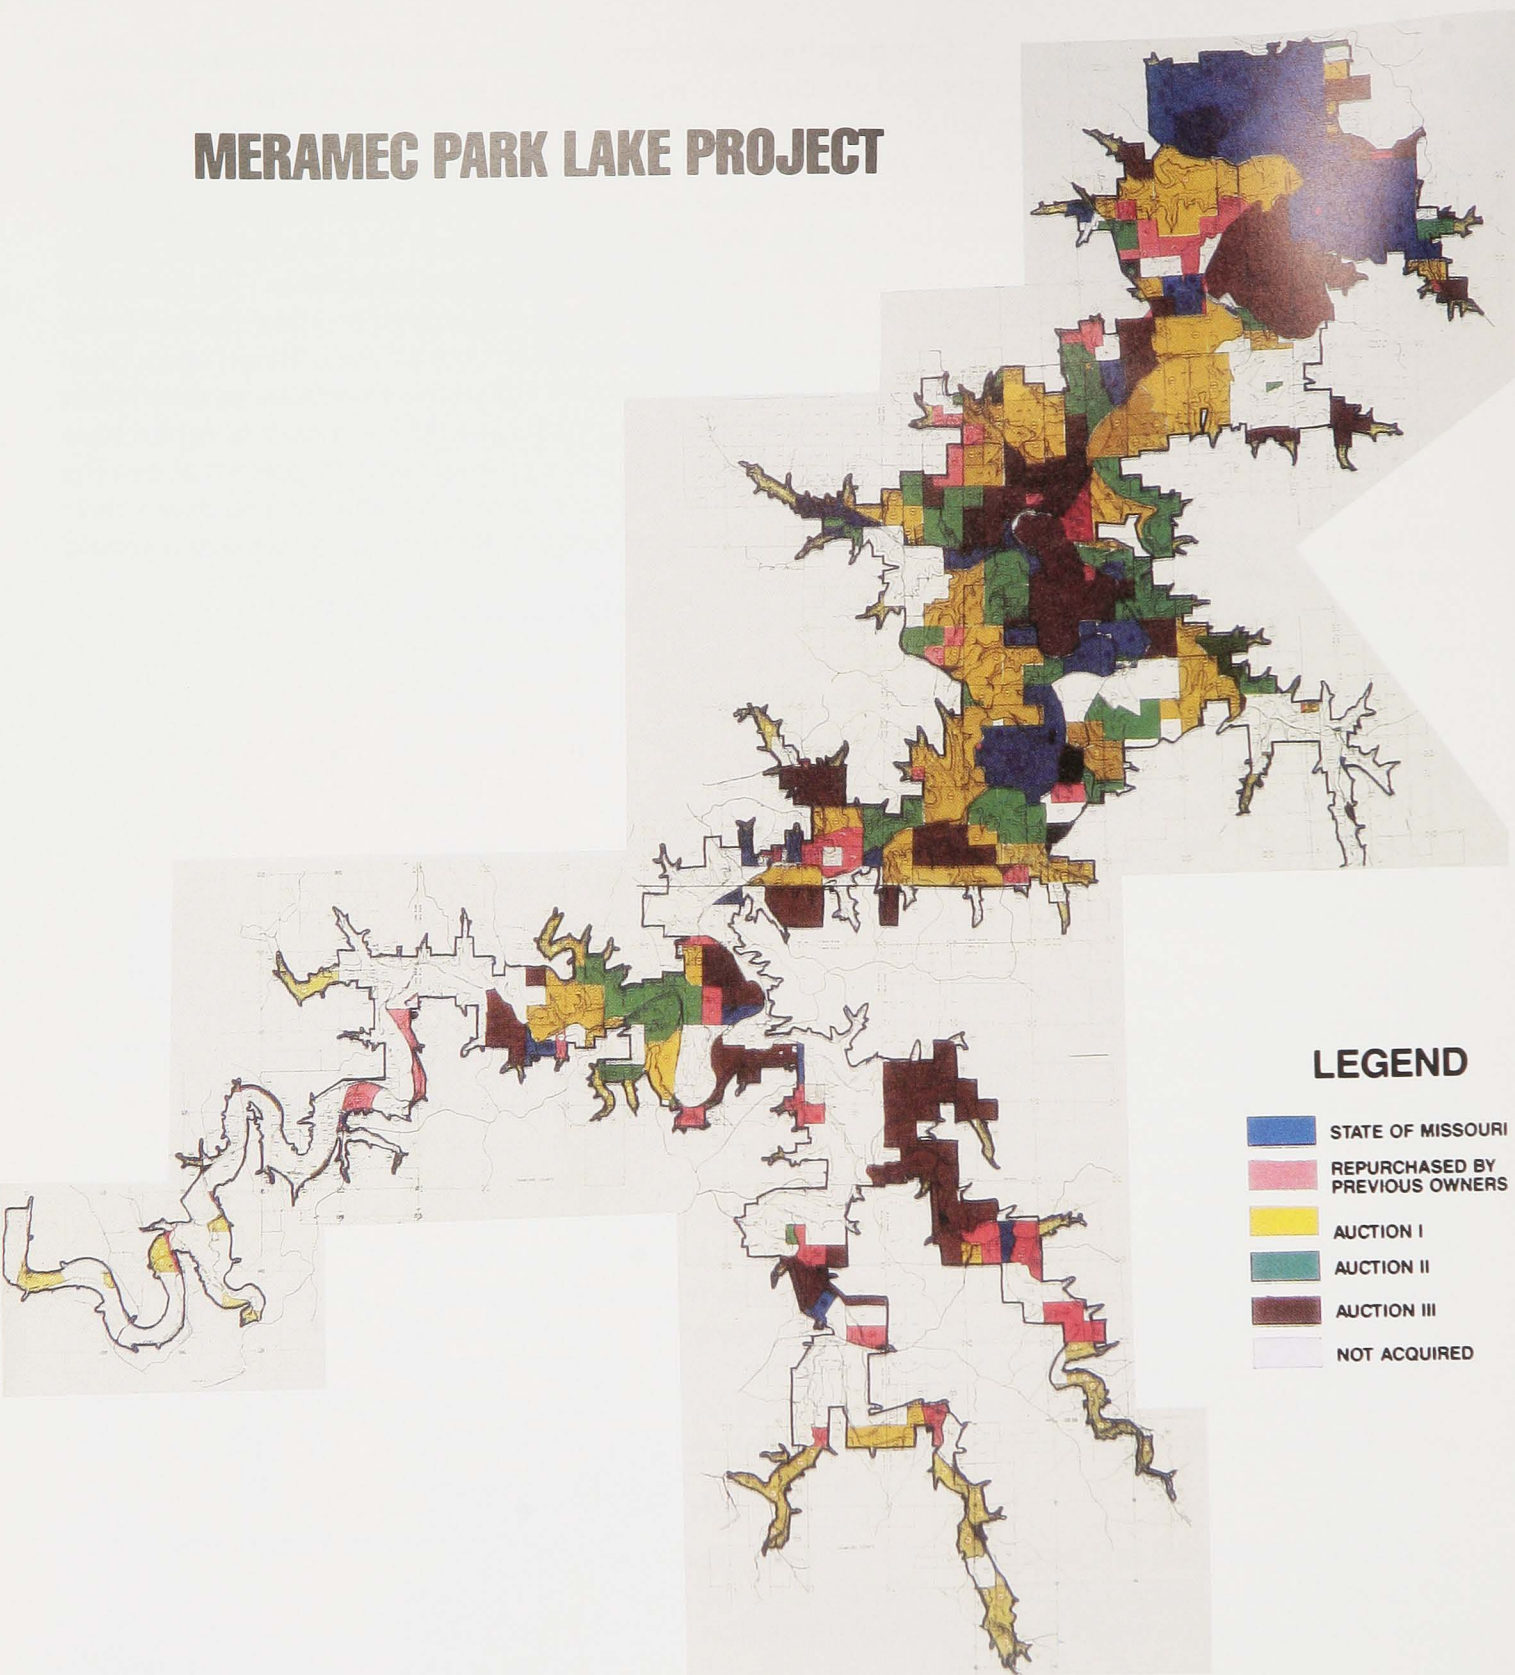 MERAMEC PARK LAKE PROJECT
LEGEND
STATE OF MISSOURI
REPURCHASED BY
PREVIOUS OWNERS
AUCTION I
AUCTION II
AUCTION III
NOT ACQUIRED